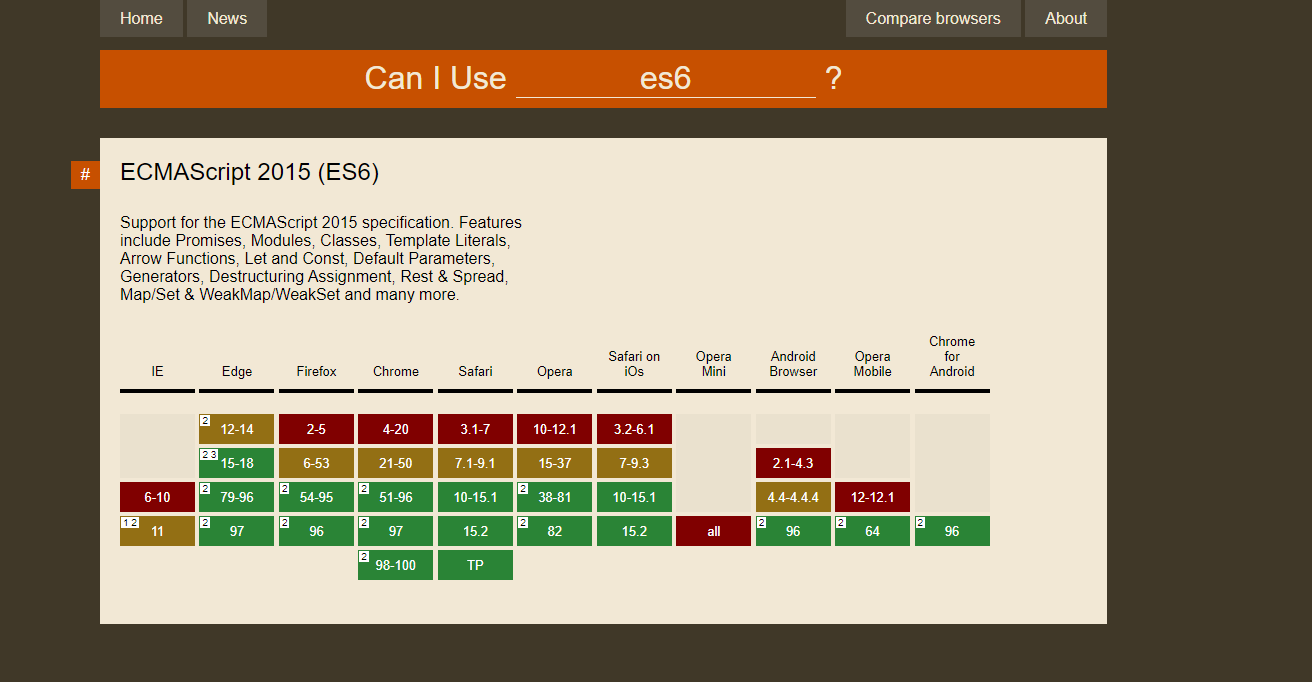 Home News Compare browsers About
Can I Use es6 ?
#
ECMAScript 2015 (ES6)
Support for the ECMAScript 2015 specification. Features
include Promises, Modules, Classes, Template Literals,
Arrow Functions, Let and Const, Default Parameters,
Generators, Destructuring Assignment, Rest & Spread,
Map/Set & WeakMap/WeakSet and many more.
IE Edge Firefox Chrome Safari Opera Safari on iOs Opera Mini Android Browser Opera Mobile Chrome for Android
2 12-14 2-5 4-20 3.1-7 10-12.1 3.2-6.1
2 3 15-18 6-53 21-50 7.1-9.1 15-37 7-9.3 2.1-4.3
6-10 2 79-96 2 54-95 2 51-96 10-15.1 2 38-81 10-15.1 4.4-4.4.4 12-12.1
1 2 11 2 97 2 96 2 97 15.2 2 82 15.2 all 2 96 2 64 2 96
2 98-100 TP